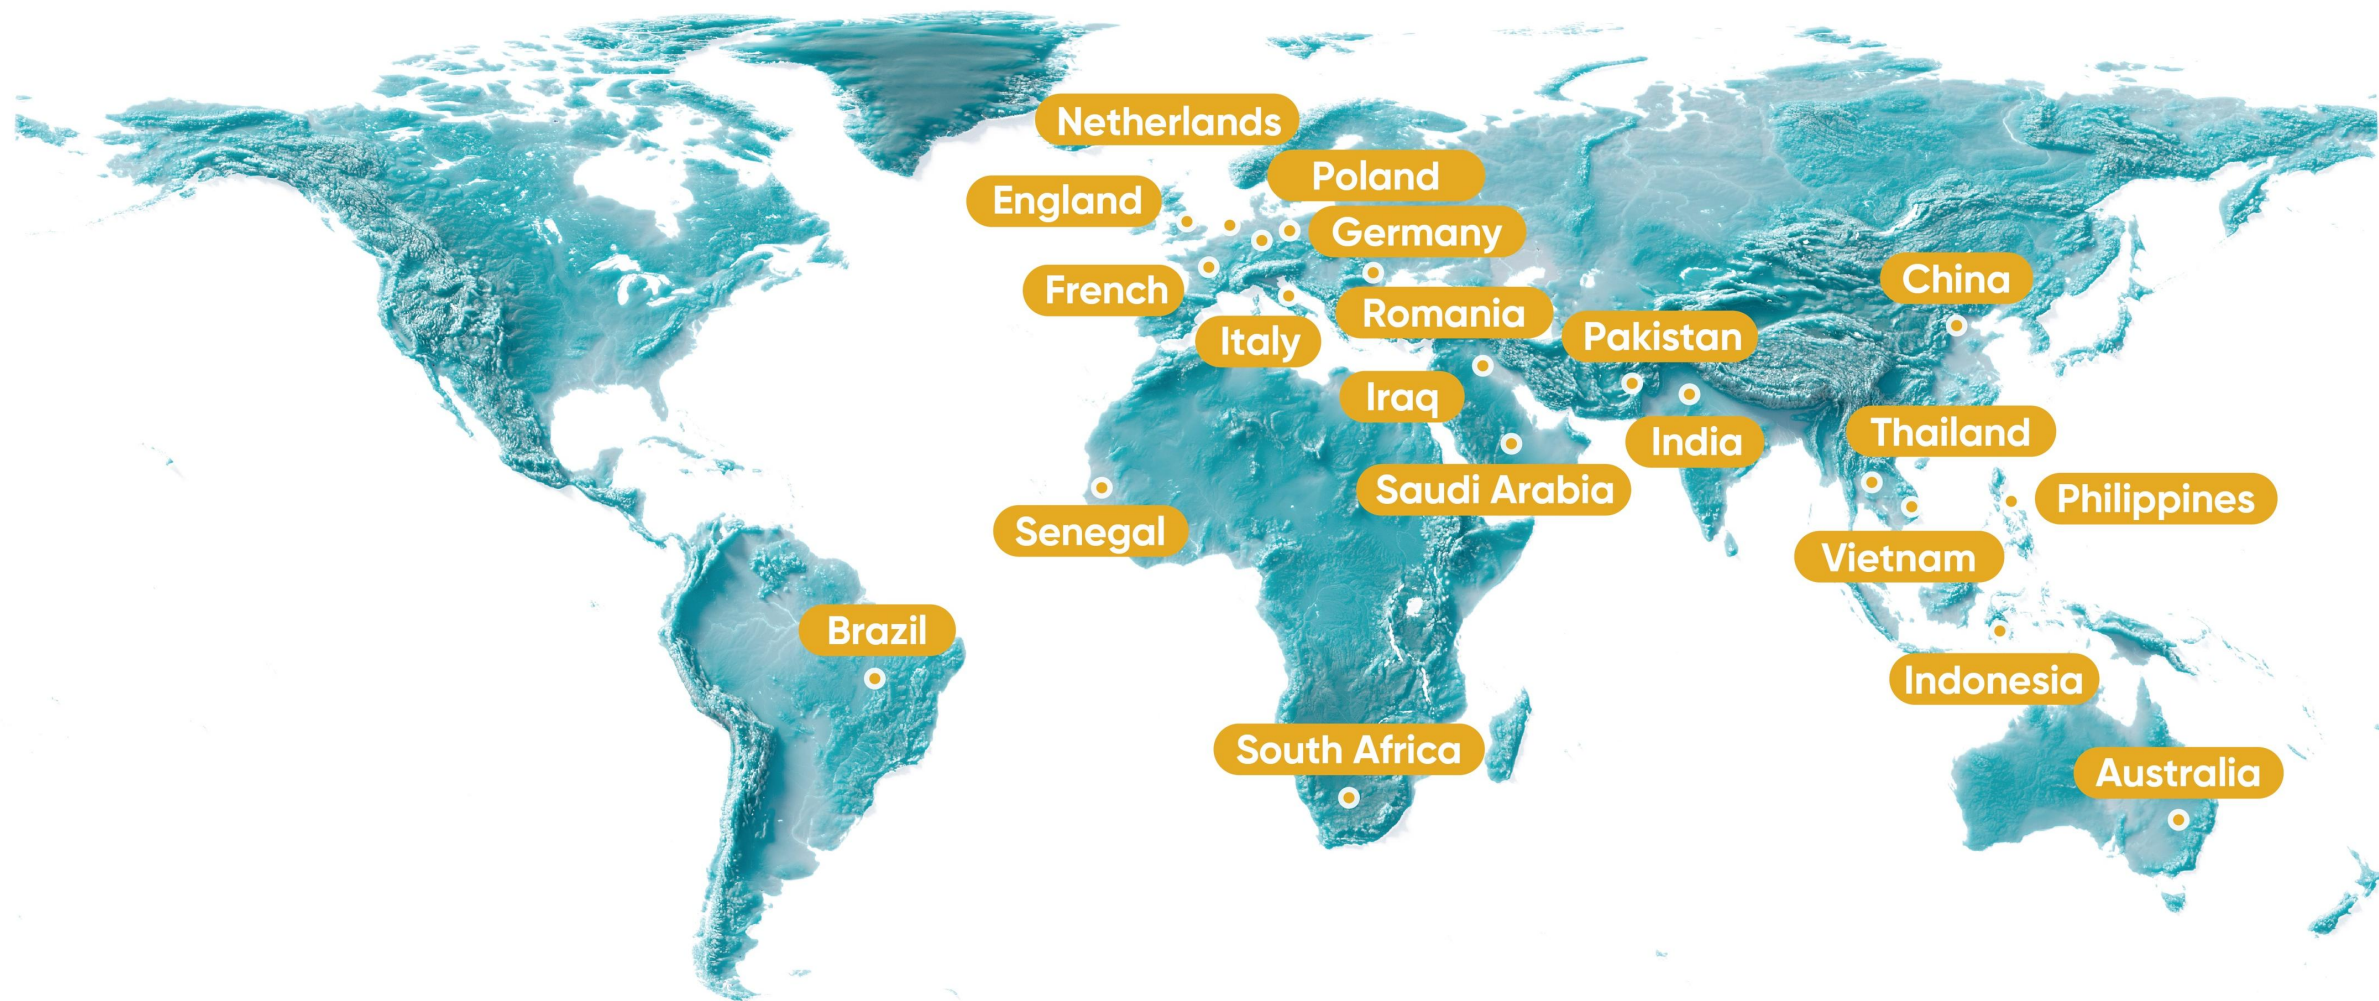 Netherlands
Poland
England
Germany
China
French
Romania
Italy
Pakistan
Iraq
Thailand
India
Saudi Arabia
Philippines
Senegal
Vietnam
Brazil
Indonesia
South Africa
Australia